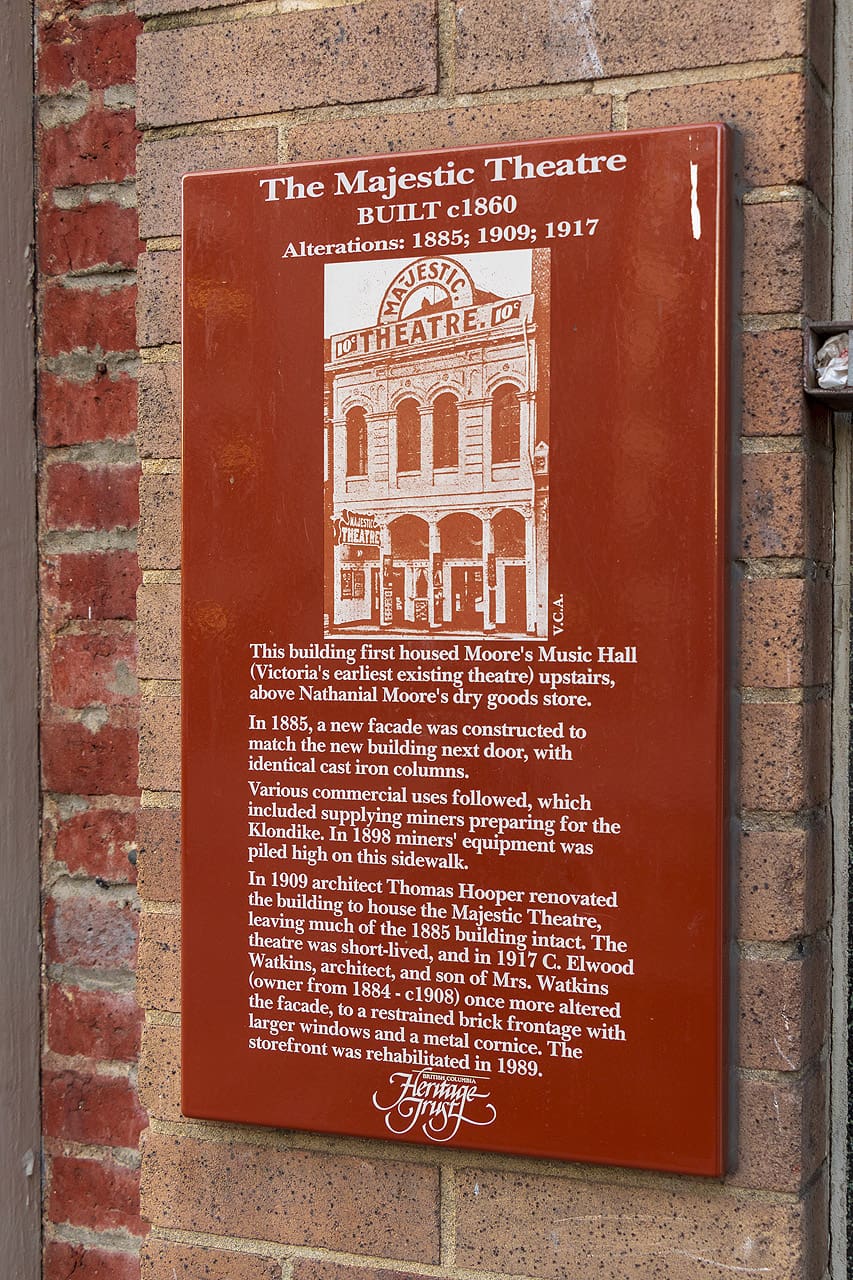 The Majestic Theatre
BUILT c1860
Alterations: 1885; 1909; 1917
MAJESTIC
10¢ THEATRE. 10¢
MAJESTIC
THEATRE
V.C.A.
This building first housed Moore's Music Hall
(Victoria's earliest existing theatre) upstairs,
above Nathanial Moore's dry goods store.
In 1885, a new facade was constructed to
match the new building next door, with
identical cast iron columns.
Various commercial uses followed, which
included supplying miners preparing for the
Klondike. In 1898 miners' equipment was
piled high on this sidewalk.
In 1909 architect Thomas Hooper renovated
the building to house the Majestic Theatre,
leaving much of the 1885 building intact. The
theatre was short-lived, and in 1917 C. Elwood
Watkins, architect, and son of Mrs. Watkins
(owner from 1884 - c1908) once more altered
the facade, to a restrained brick frontage with
larger windows and a metal cornice. The
storefront was rehabilitated in 1989.
BRITISH COLUMBIA
Heritage
Trust